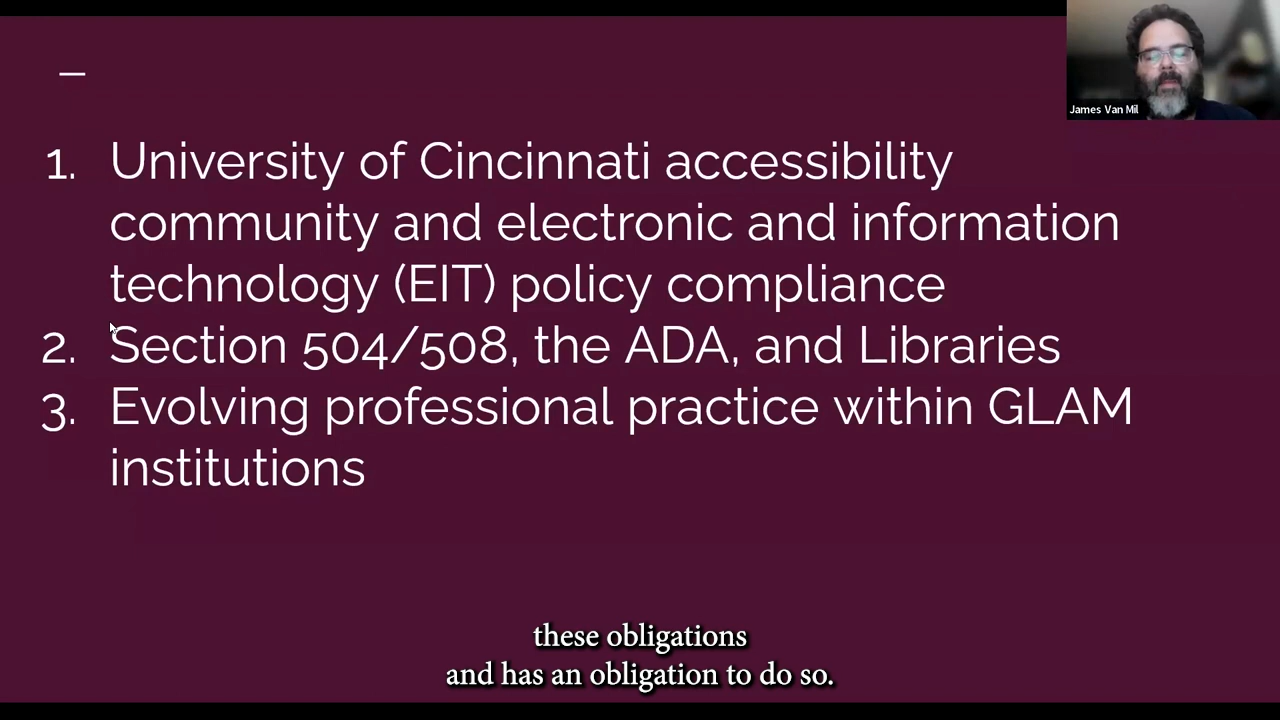 James Van Mil
–
1. University of Cincinnati accessibility
community and electronic and information
technology (EIT) policy compliance
2. Section 504/508, the ADA, and Libraries
3. Evolving professional practice within GLAM
institutions
these obligations
and has an obligation to do so.